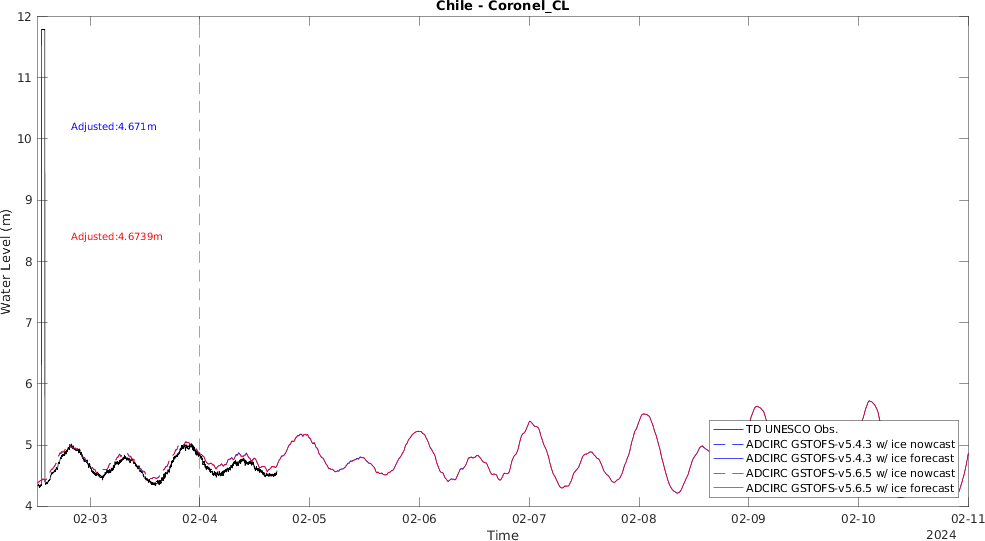 Chile - Coronel_CL
12
11
10
9
8
7
6
5
4
Water Level (m)
Adjusted:4.671m
Adjusted:4.6739m
TD UNESCO Obs.
ADCIRC GSTOFS-v5.4.3 w/ ice nowcast
ADCIRC GSTOFS-v5.4.3 w/ ice forecast
ADCIRC GSTOFS-v5.6.5 w/ ice nowcast
ADCIRC GSTOFS-v5.6.5 w/ ice forecast
02-03 02-04 02-05 02-06 02-07 02-08 02-09 02-10 02-11
Time
2024